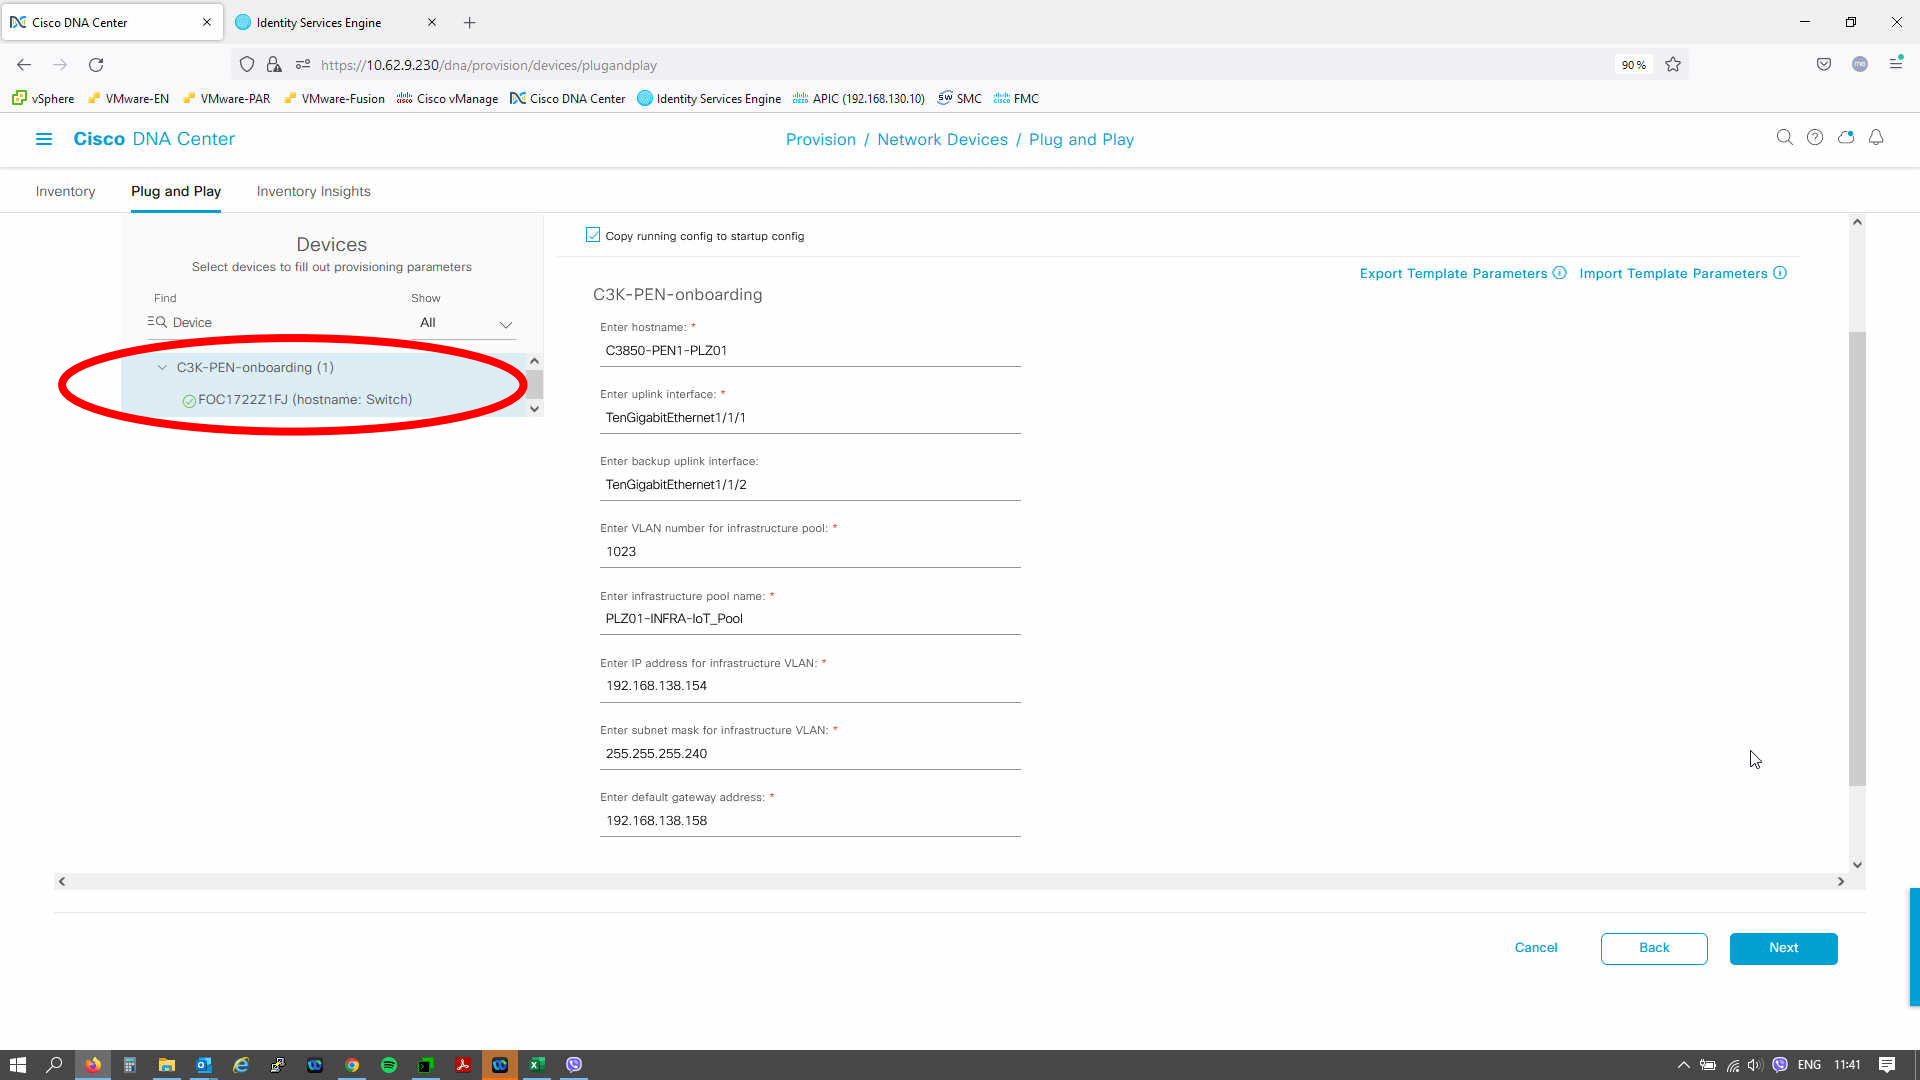 Cisco DNA Center
Identity Services Engine
https://10.62.9.230/dna/provision/devices/plugandplay
90 %
vSphere
VMware-EN
VMware-PAR
VMware-Fusion
Cisco vManage
Cisco DNA Center
Identity Services Engine
APIC (192.168.130.10)
SMC
FMC
Cisco DNA Center
Provision / Network Devices / Plug and Play
Inventory
Plug and Play
Inventory Insights
Devices
Select devices to fill out provisioning parameters
Find
Show
Device
All
C3K-PEN-onboarding (1)
FOC1722Z1FJ (hostname: Switch)
Copy running config to startup config
Export Template Parameters
Import Template Parameters
C3K-PEN-onboarding
Enter hostname: *
C3850-PEN1-PLZ01
Enter uplink interface: *
TenGigabitEthernet1/1/1
Enter backup uplink interface:
TenGigabitEthernet1/1/2
Enter VLAN number for infrastructure pool: *
1023
Enter infrastructure pool name: *
PLZ01-INFRA-IoT_Pool
Enter IP address for infrastructure VLAN: *
192.168.138.154
Enter subnet mask for infrastructure VLAN: *
255.255.255.240
Enter default gateway address: *
192.168.138.158
Cancel
Back
Next
ENG
11:41